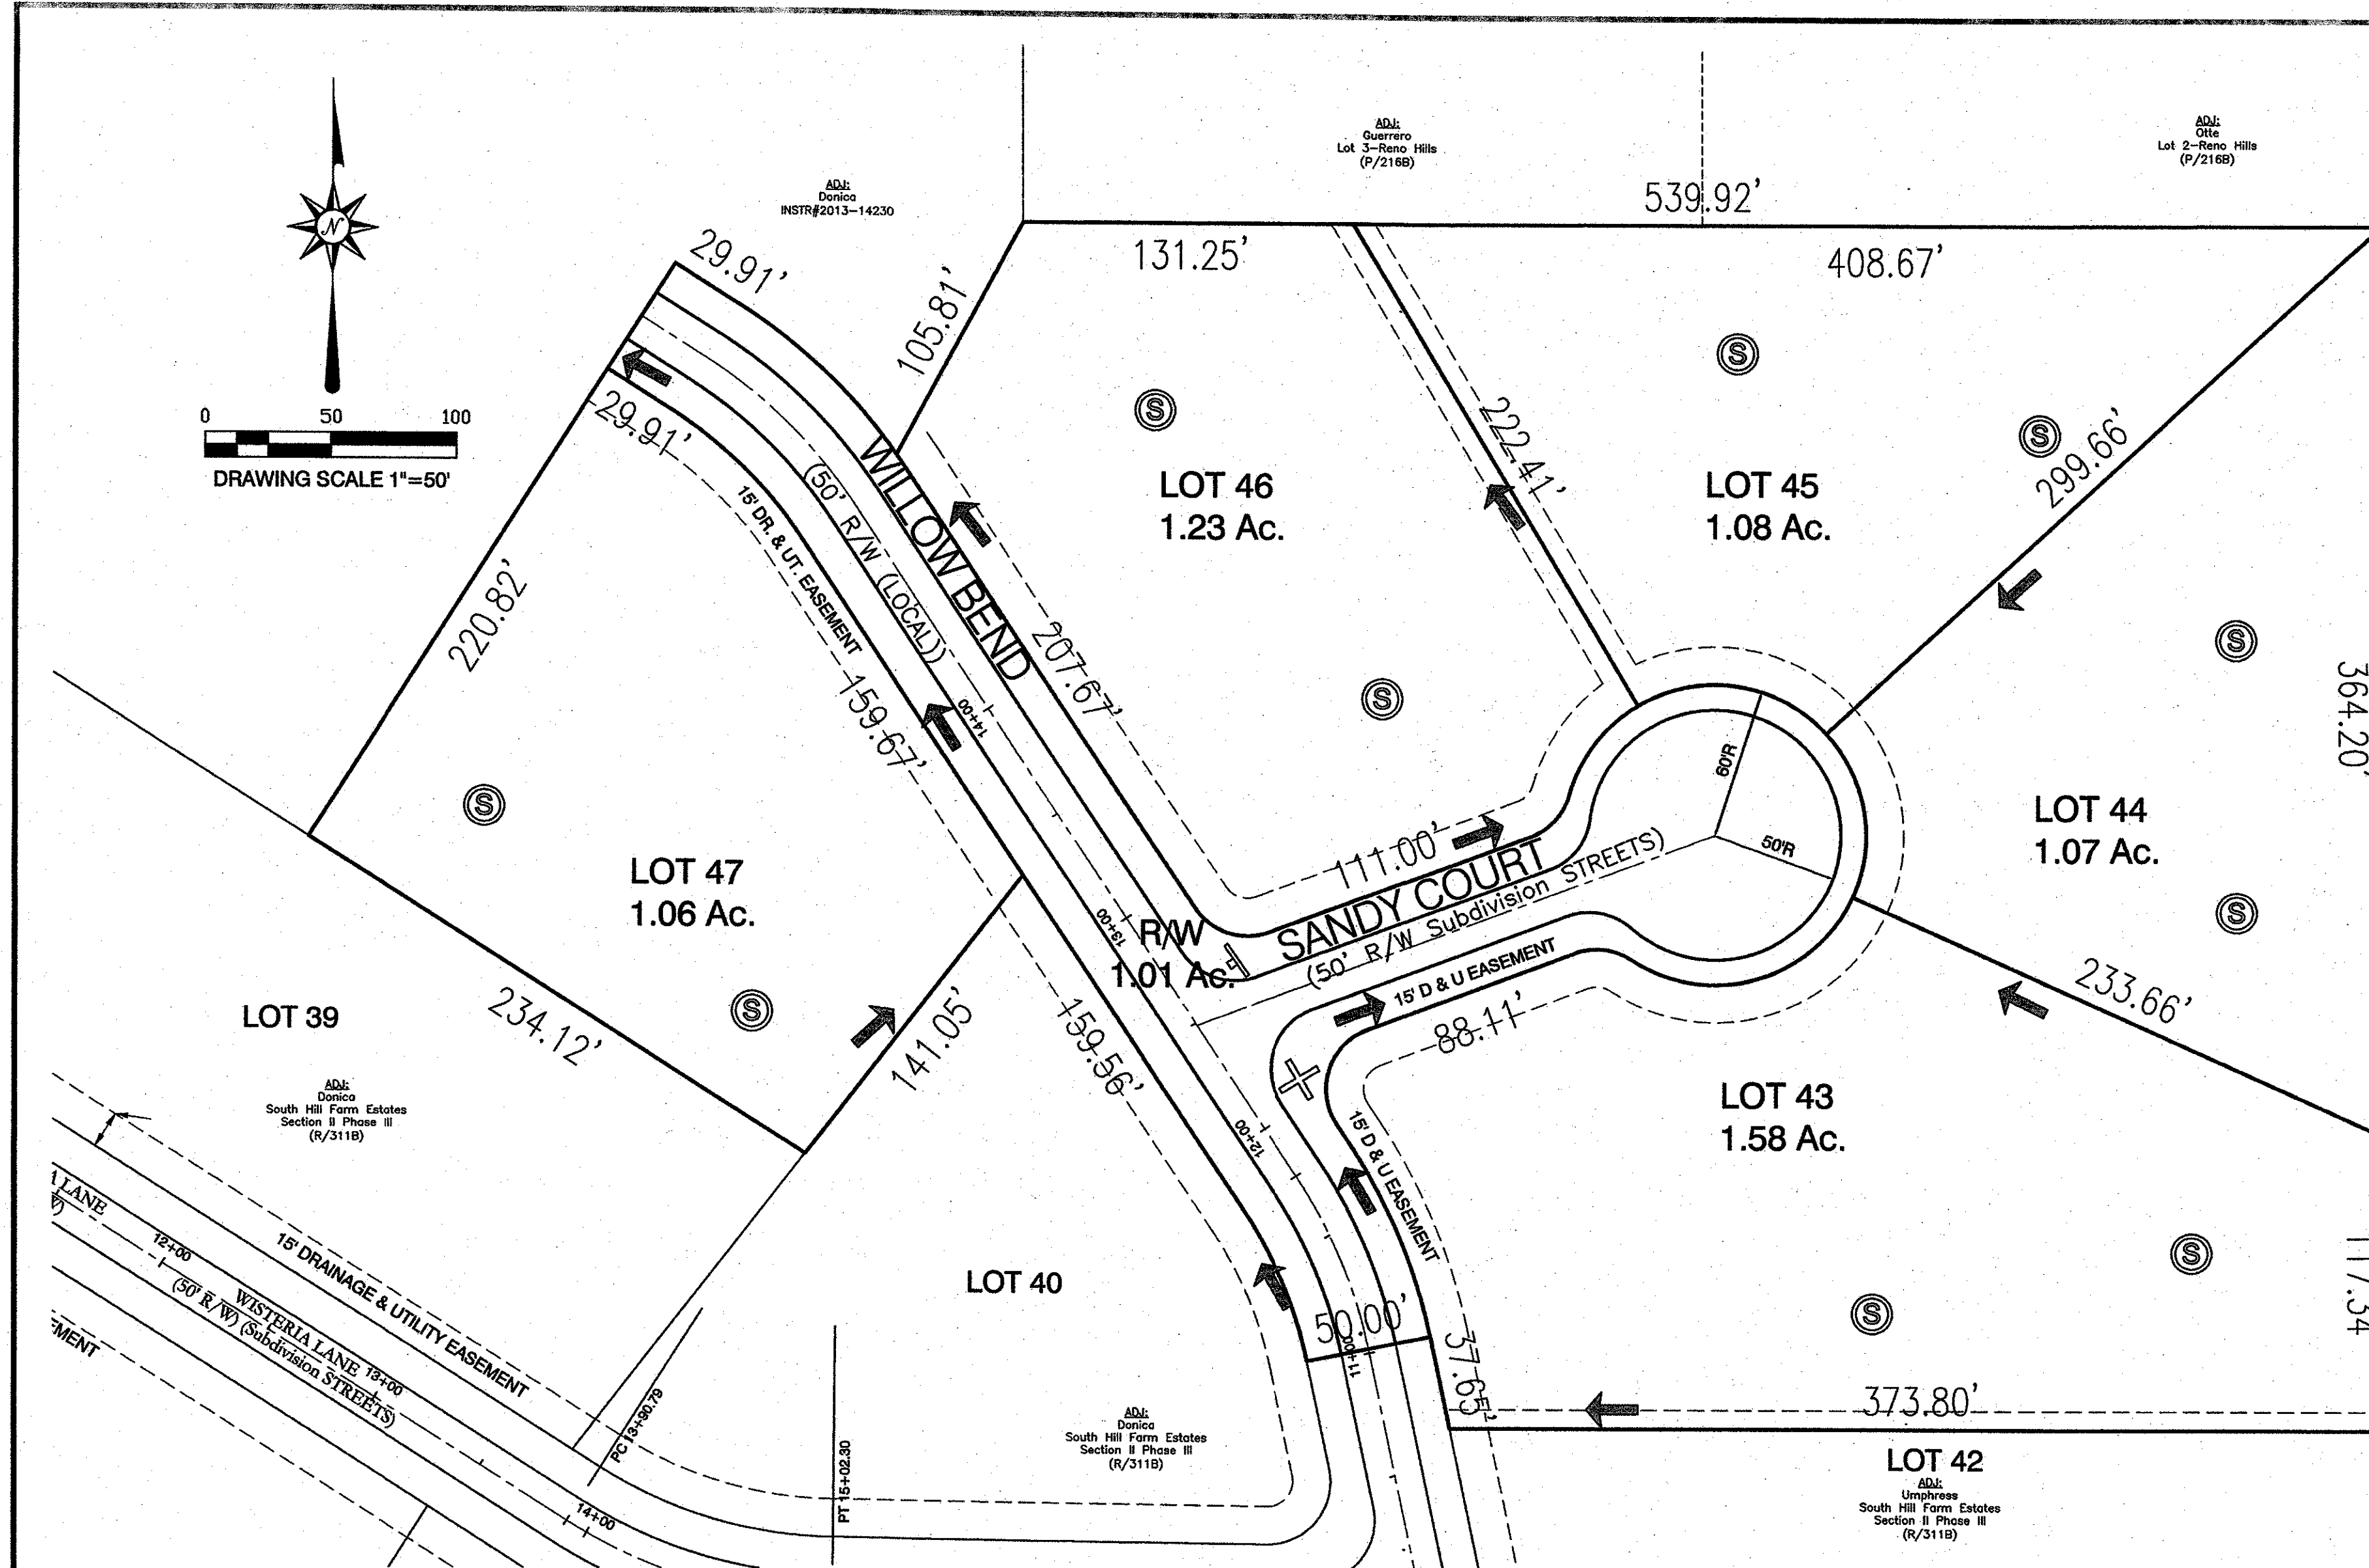 ADJ:
Donica
INSTR#2013-14230
ADJ:
Guerrero
Lot 3-Reno Hills
(P/216B)
ADJ:
Otte
Lot 2-Reno Hills
(P/216B)
N
0 50 100
DRAWING SCALE 1"=50'
539.92'
131.25'
408.67'
29.91'
105.81'
29.91'
220.82'
222.41'
299.66'
364.20'
S
S
S
LOT 46
1.23 Ac.
LOT 45
1.08 Ac.
WILLOW BEND
(50' R/W (LOCAL))
15' DR. & UT. EASEMENT
207.67'
159.67'
14+00
S
S
S
60'R
50'R
LOT 44
1.07 Ac.
S
LOT 47
1.06 Ac.
111.00'
SANDY COURT
(50' R/W Subdivision STREETS)
R/W
1.01 Ac.
13+00
15' D & U EASEMENT
88.11'
233.66'
S
LOT 39
ADJ:
Donica
South Hill Farm Estates
Section II Phase III
(R/311B)
234.12'
S
141.05'
159.56'
12+00
15' D & U EASEMENT
LOT 43
1.58 Ac.
117.34
S
S
LOT 40
50.00'
11+00
37.65'
373.80'
LANE
12+00
15' DRAINAGE & UTILITY EASEMENT
WISTERIA LANE
13+00
(50' R/W) (Subdivision STREETS)
EMENT
PC 13+90.79
PT 15+02.30
14+00
ADJ:
Donica
South Hill Farm Estates
Section II Phase III
(R/311B)
LOT 42
ADJ:
Umphress
South Hill Farm Estates
Section II Phase III
(R/311B)